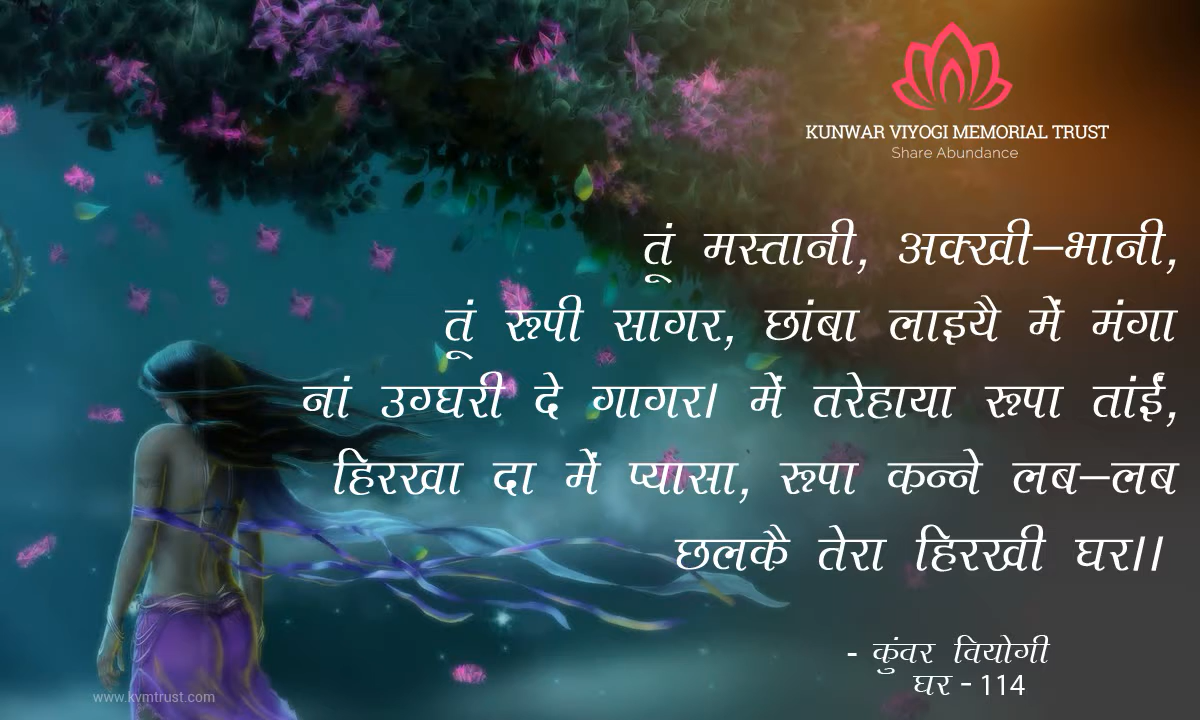 KUNWAR VIYOGI MEMORIAL TRUST
Share Abundance
तूं मस्तानी, अक्खी–भानी,
तूं रूपी सागर, छांबा लाइयै में मंगा
नां उग्घरी दे गागर। में तरेहाया रूपा तांईं,
हिरखा दा में प्यासा, रूपा कन्ने लब–लब
छलकै तेरा हिरखी घर।।
- कुंवर वियोगी
घर - 114
www.kvmtrust.com